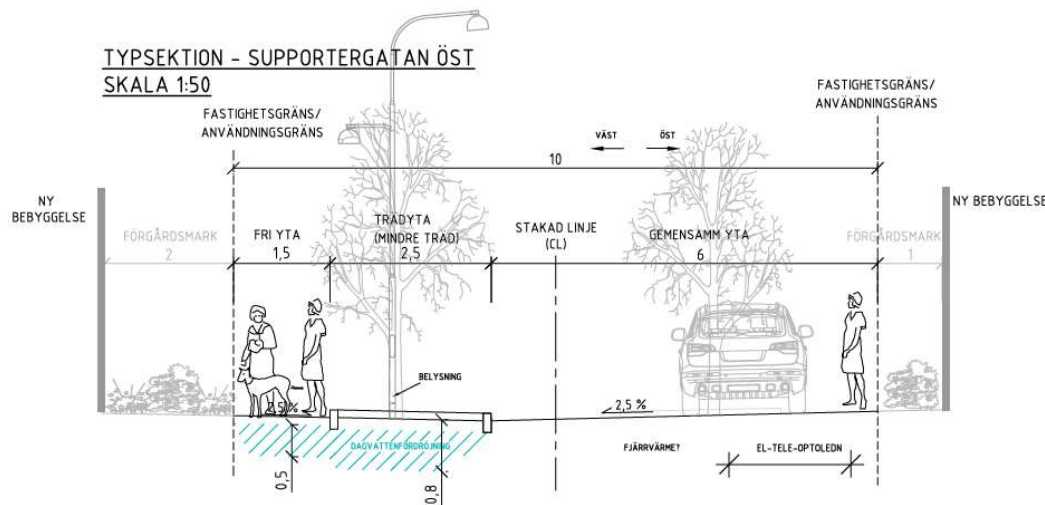 TYPSEKTION - SUPPORTERGATAN ÖST
SKALA 1:50
FASTIGHETSGRÄNS/
ANVÄNDNINGSGRÄNS
FASTIGHETSGRÄNS/
ANVÄNDNINGSGRÄNS
VÄST
ÖST
10
NY
BEBYGGELSE
NY BEBYGGELSE
FÖRGÅRDSMARK
2
FRI YTA
1,5
TRÄDYTA
(MINDRE TRÄD)
2,5
STAKAD LINJE
(CL)
GEMENSAMM YTA
6
FÖRGÅRDSMARK
1
BELYSNING
2,5 %
2,5 %
DAGVATTENFÖRDRÖJNING
FJÄRRVÄRME?
EL-TELE-OPTOLEDN
0,5
0,8